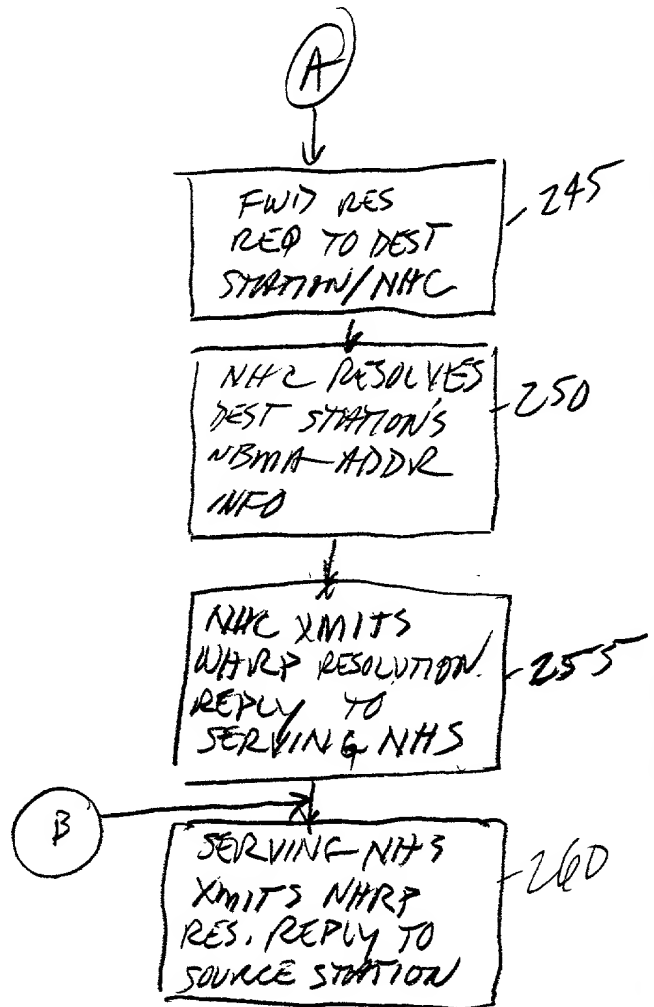 A
FWD RES
REQ TO DEST
STATION/NHC
245
NHC RESOLVES
DEST STATION'S
NBMA ADDR
INFO
250
NHC XMITS
NHRP RESOLUTION
REPLY TO
SERVING NHS
255
B
SERVING NHS
XMITS NHRP
RES. REPLY TO
SOURCE STATION
260